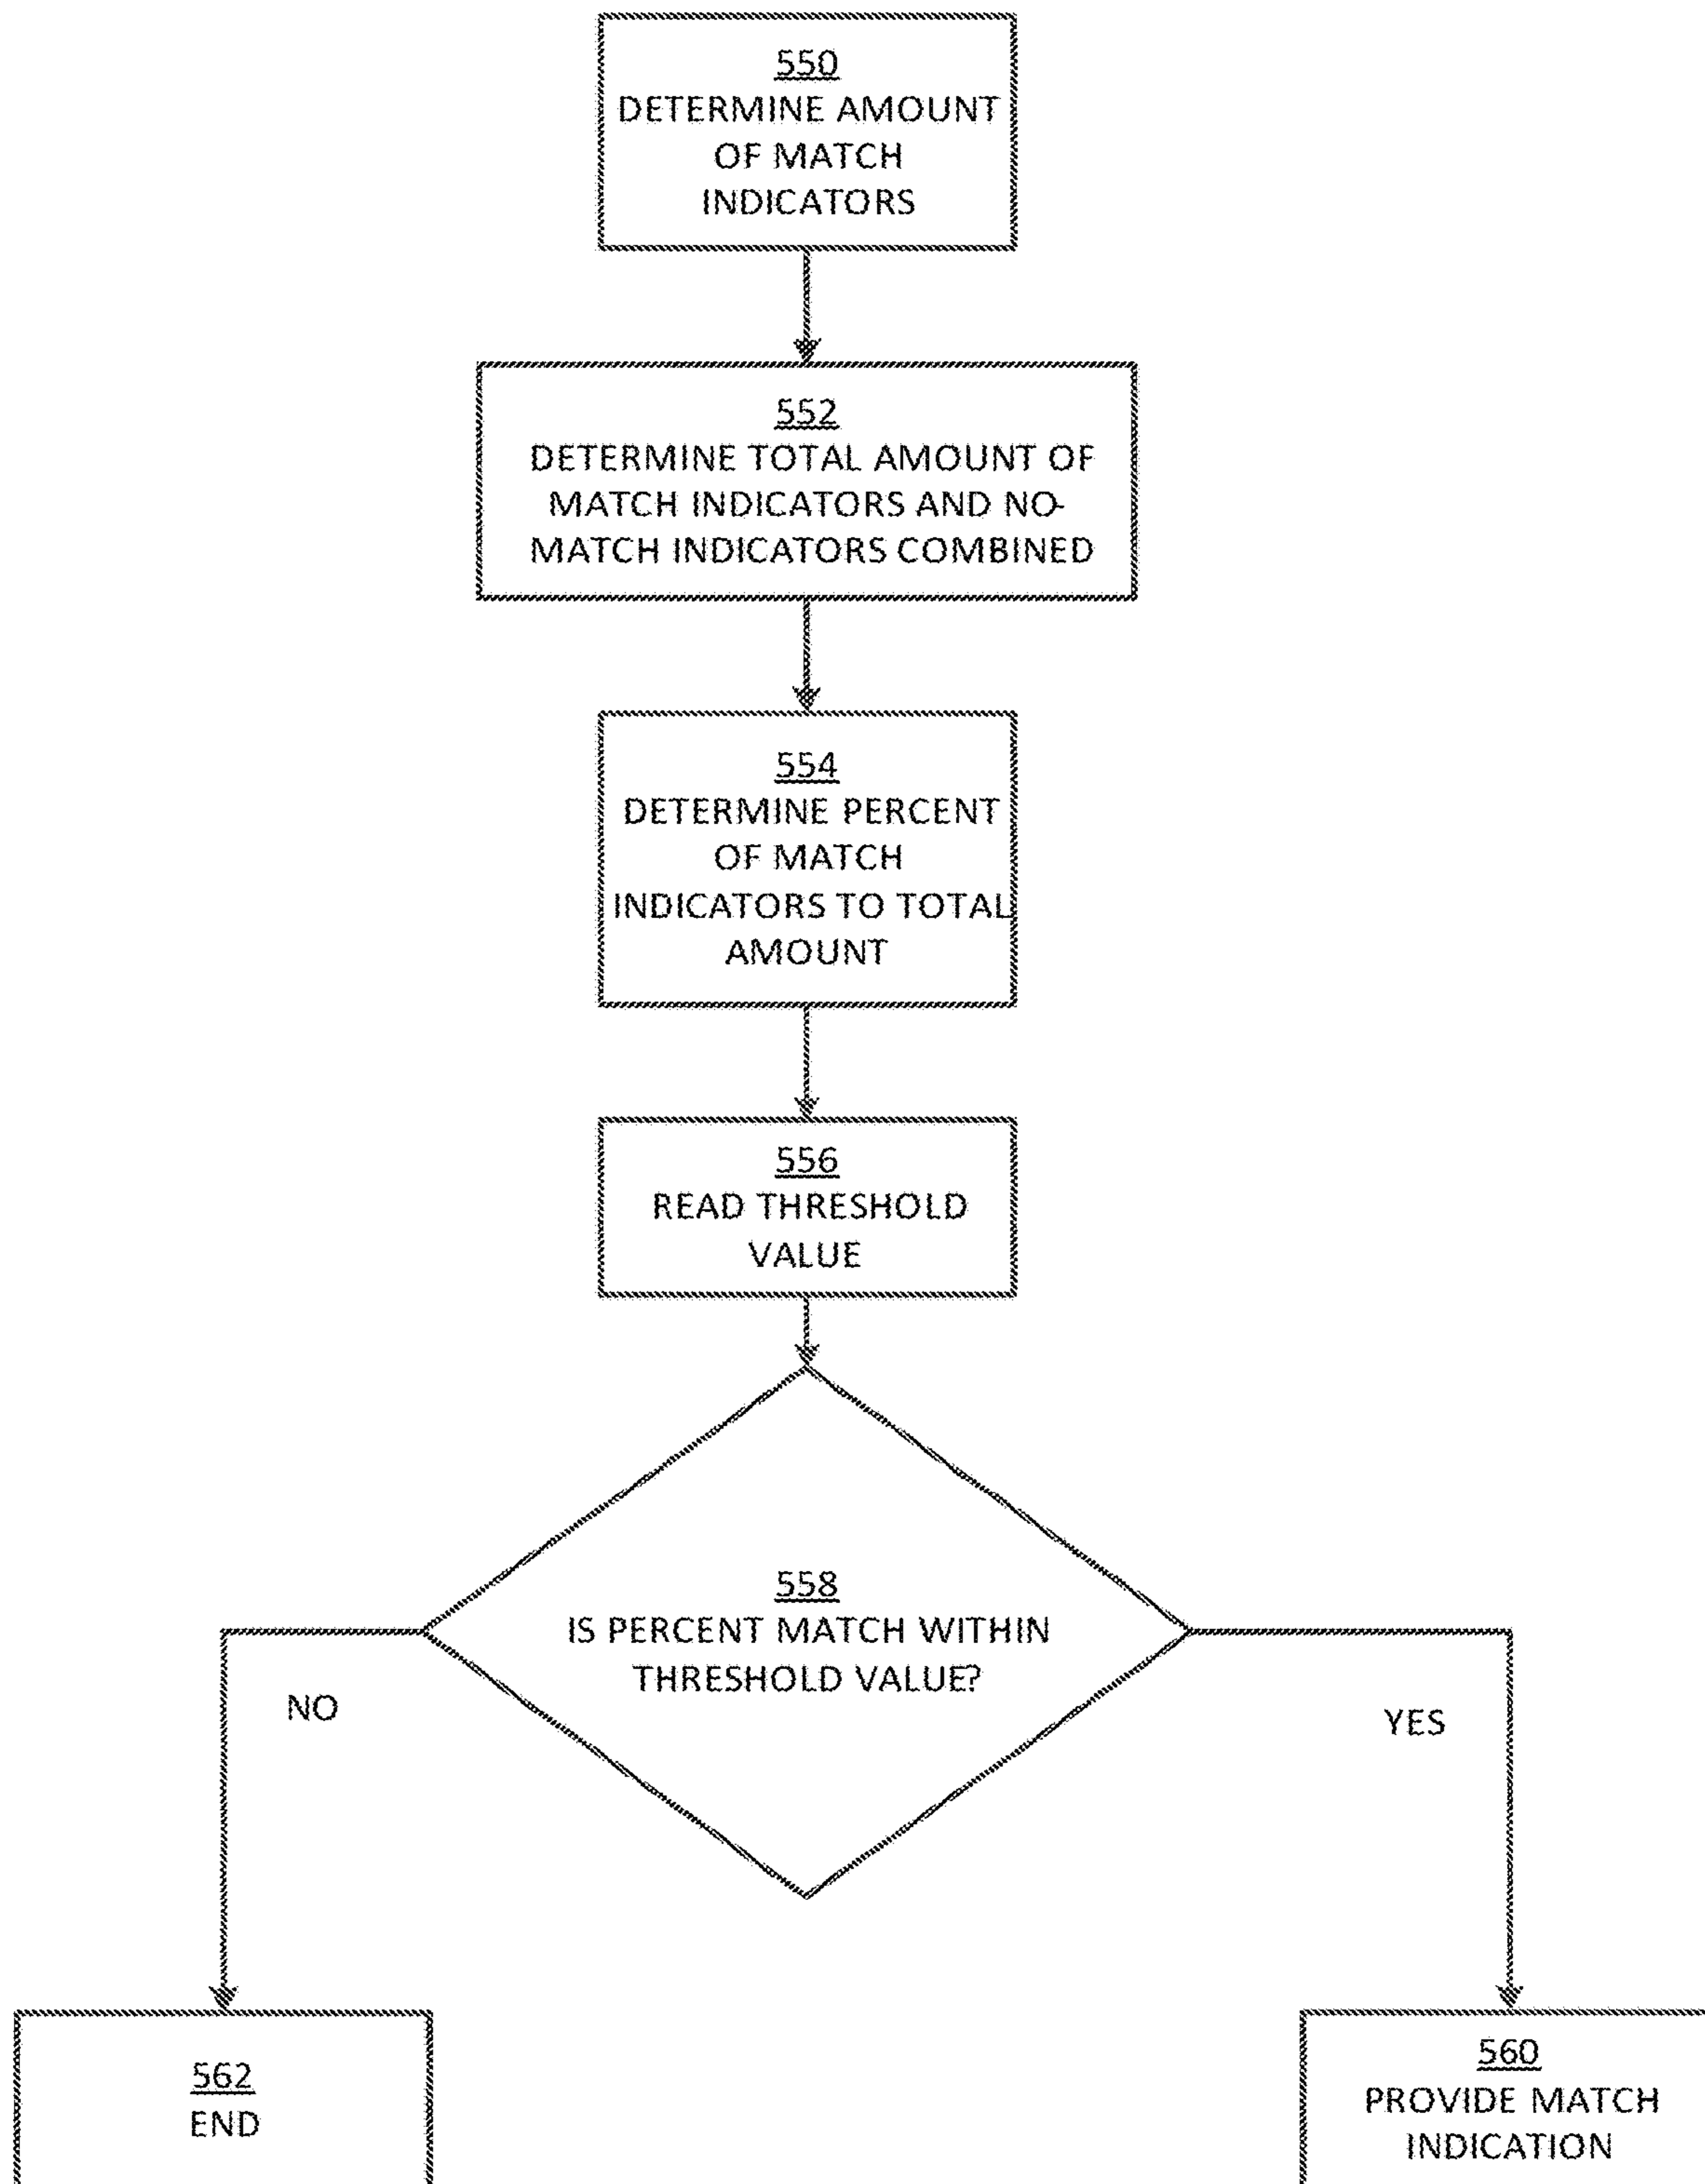 550
DETERMINE AMOUNT
OF MATCH
INDICATORS
552
DETERMINE TOTAL AMOUNT OF
MATCH INDICATORS AND NO-
MATCH INDICATORS COMBINED
554
DETERMINE PERCENT
OF MATCH
INDICATORS TO TOTAL
AMOUNT
556
READ THRESHOLD
VALUE
558
IS PERCENT MATCH WITHIN
THRESHOLD VALUE?
NO
YES
562
END
560
PROVIDE MATCH
INDICATION